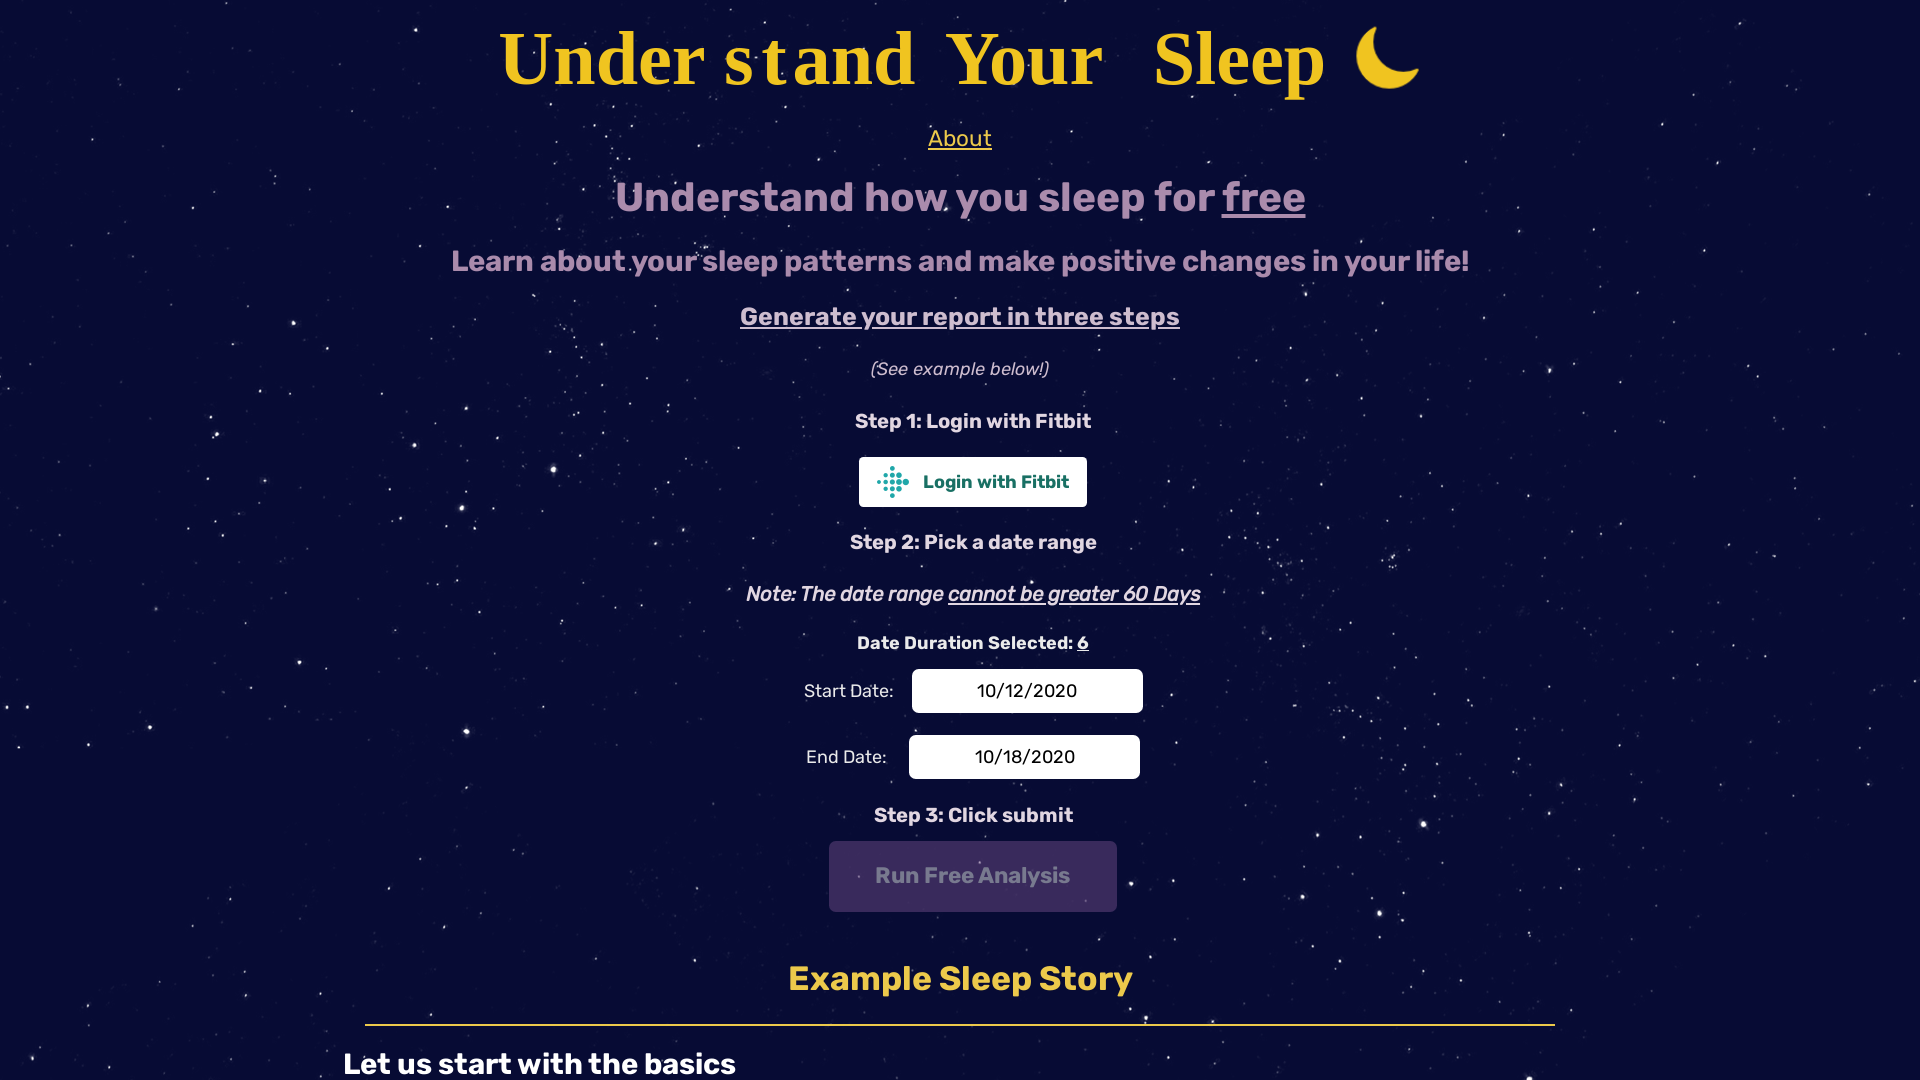 Understand Your Sleep
About
Understand how you sleep for free
Learn about your sleep patterns and make positive changes in your life!
Generate your report in three steps
(See example below!)
Step 1: Login with Fitbit
Login with Fitbit
Step 2: Pick a date range
Note: The date range cannot be greater 60 Days
Date Duration Selected: 6
Start Date: 10/12/2020
End Date: 10/18/2020
Step 3: Click submit
Run Free Analysis
Example Sleep Story
Let us start with the basics